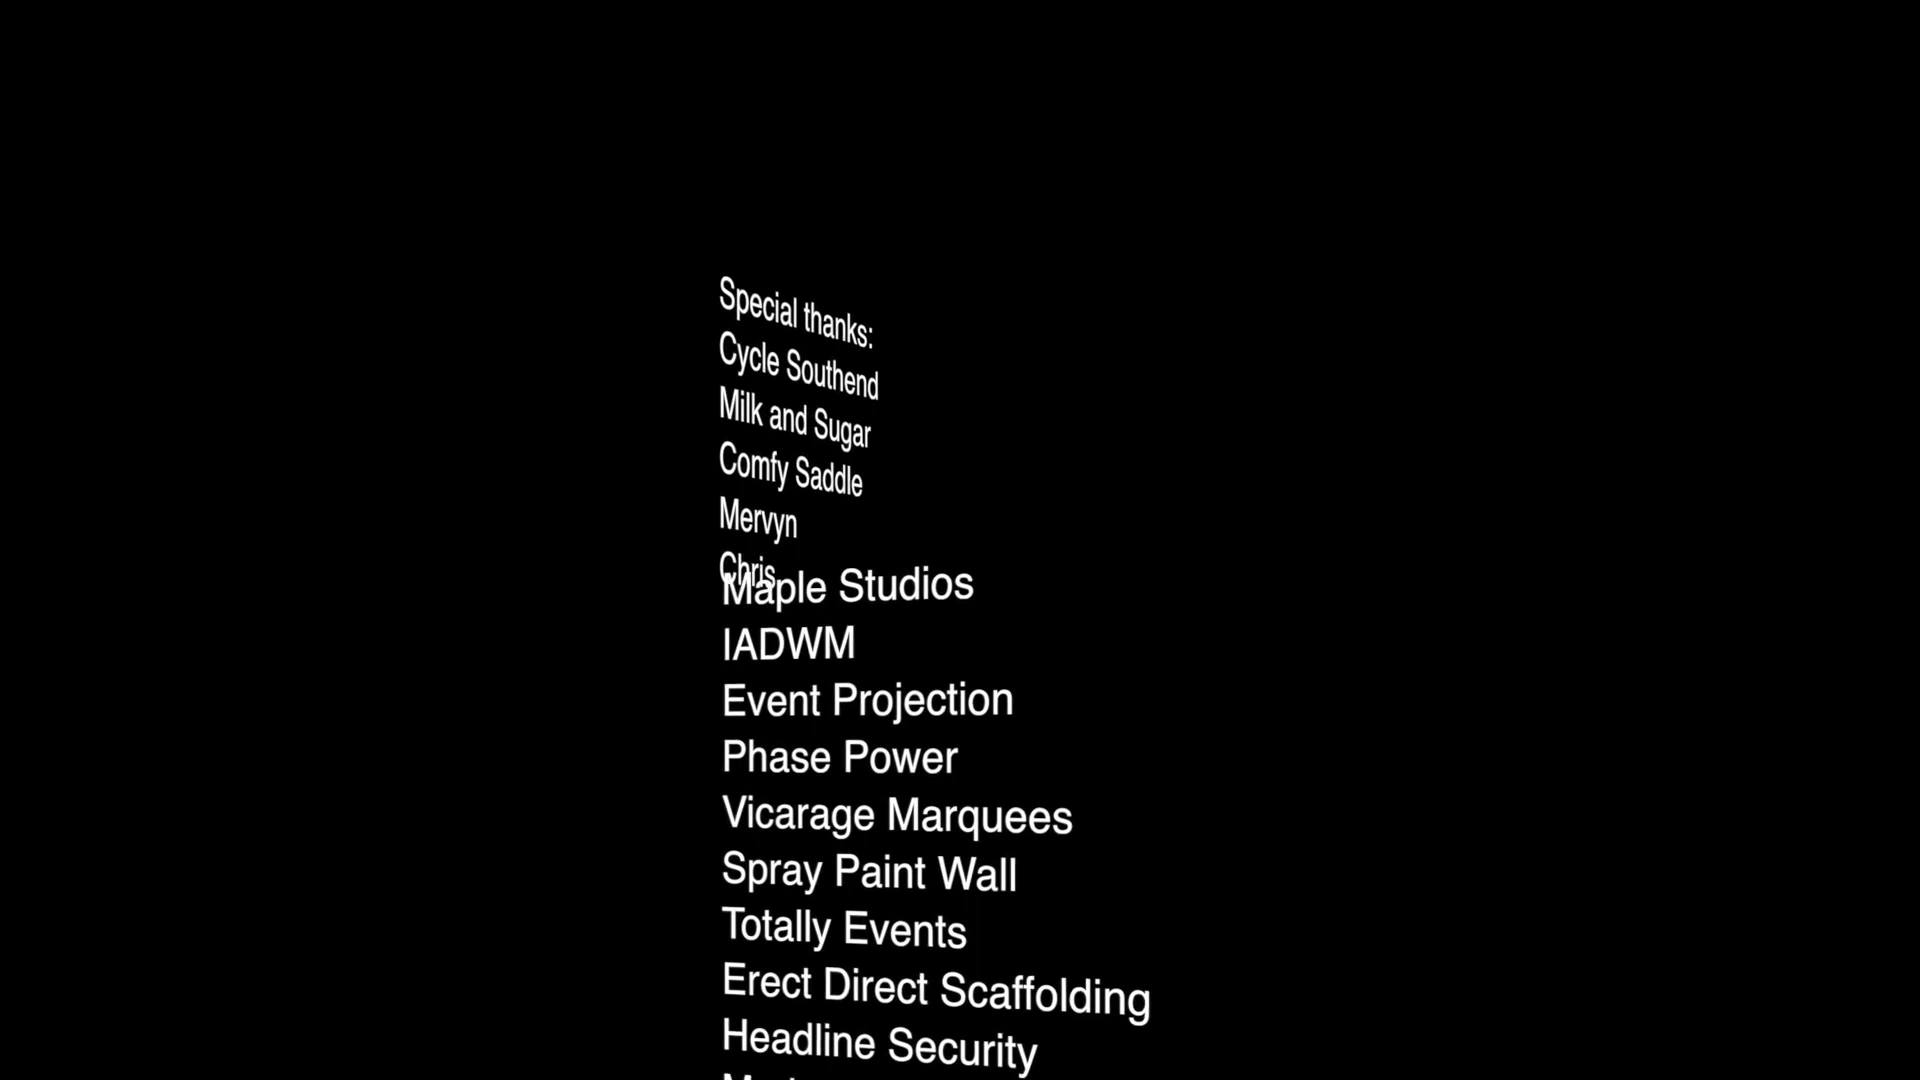 Special thanks:
Cycle Southend
Milk and Sugar
Comfy Saddle
Mervyn
Chris
Maple Studios
IADWM
Event Projection
Phase Power
Vicarage Marquees
Spray Paint Wall
Totally Events
Erect Direct Scaffolding
Headline Security